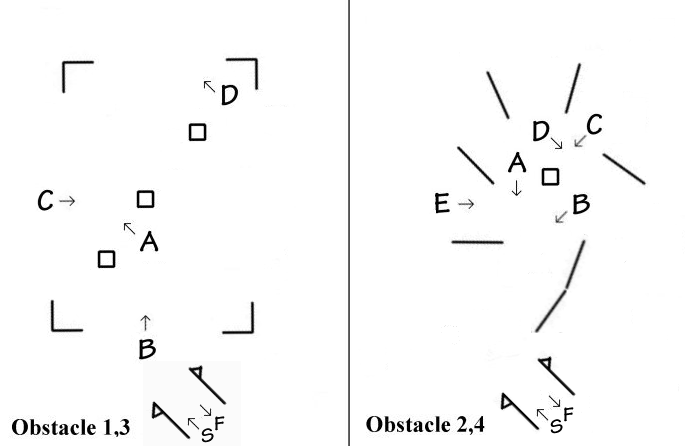 D
C
A
B
S F
Obstacle 1,3
D C
A
E B
S F
Obstacle 2,4